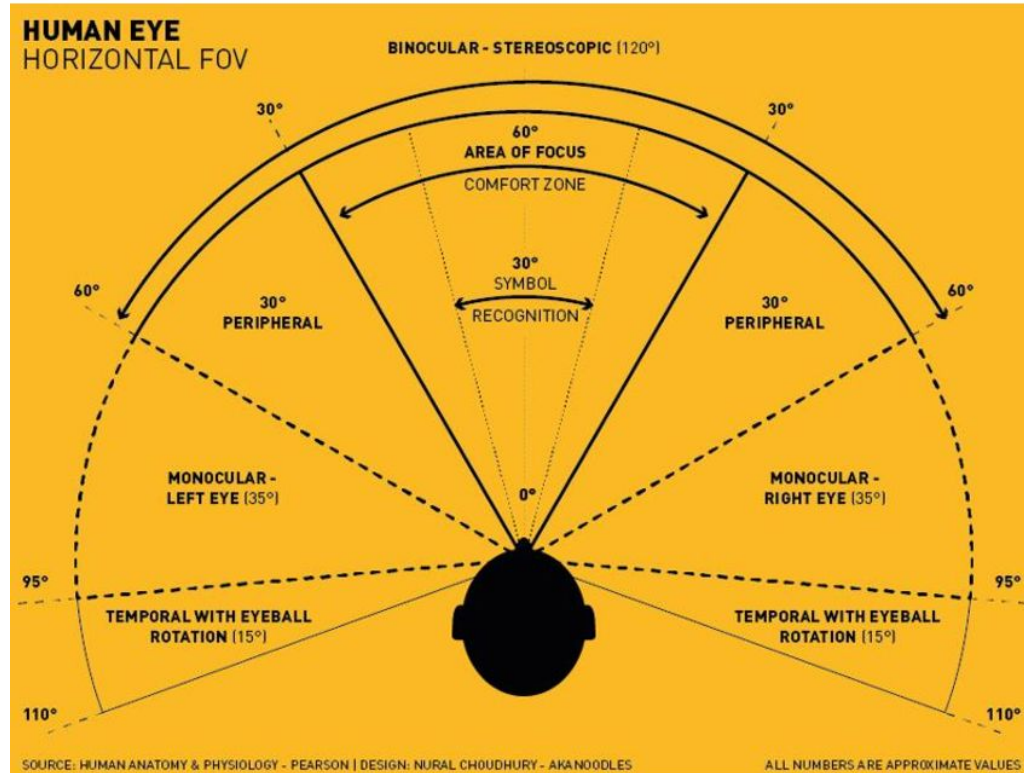 HUMAN EYE
HORIZONTAL FOV
BINOCULAR - STEREOSCOPIC (120°)
30°
30°
60°
AREA OF FOCUS
COMFORT ZONE
30°
SYMBOL
RECOGNITION
60°
60°
30°
PERIPHERAL
30°
PERIPHERAL
MONOCULAR -
LEFT EYE (35°)
MONOCULAR -
RIGHT EYE (35°)
0°
95°
95°
TEMPORAL WITH EYEBALL
ROTATION (15°)
TEMPORAL WITH EYEBALL
ROTATION (15°)
110°
110°
SOURCE: HUMAN ANATOMY & PHYSIOLOGY - PEARSON | DESIGN: NURAL CHOUDHURY - AKANOODLES
ALL NUMBERS ARE APPROXIMATE VALUES